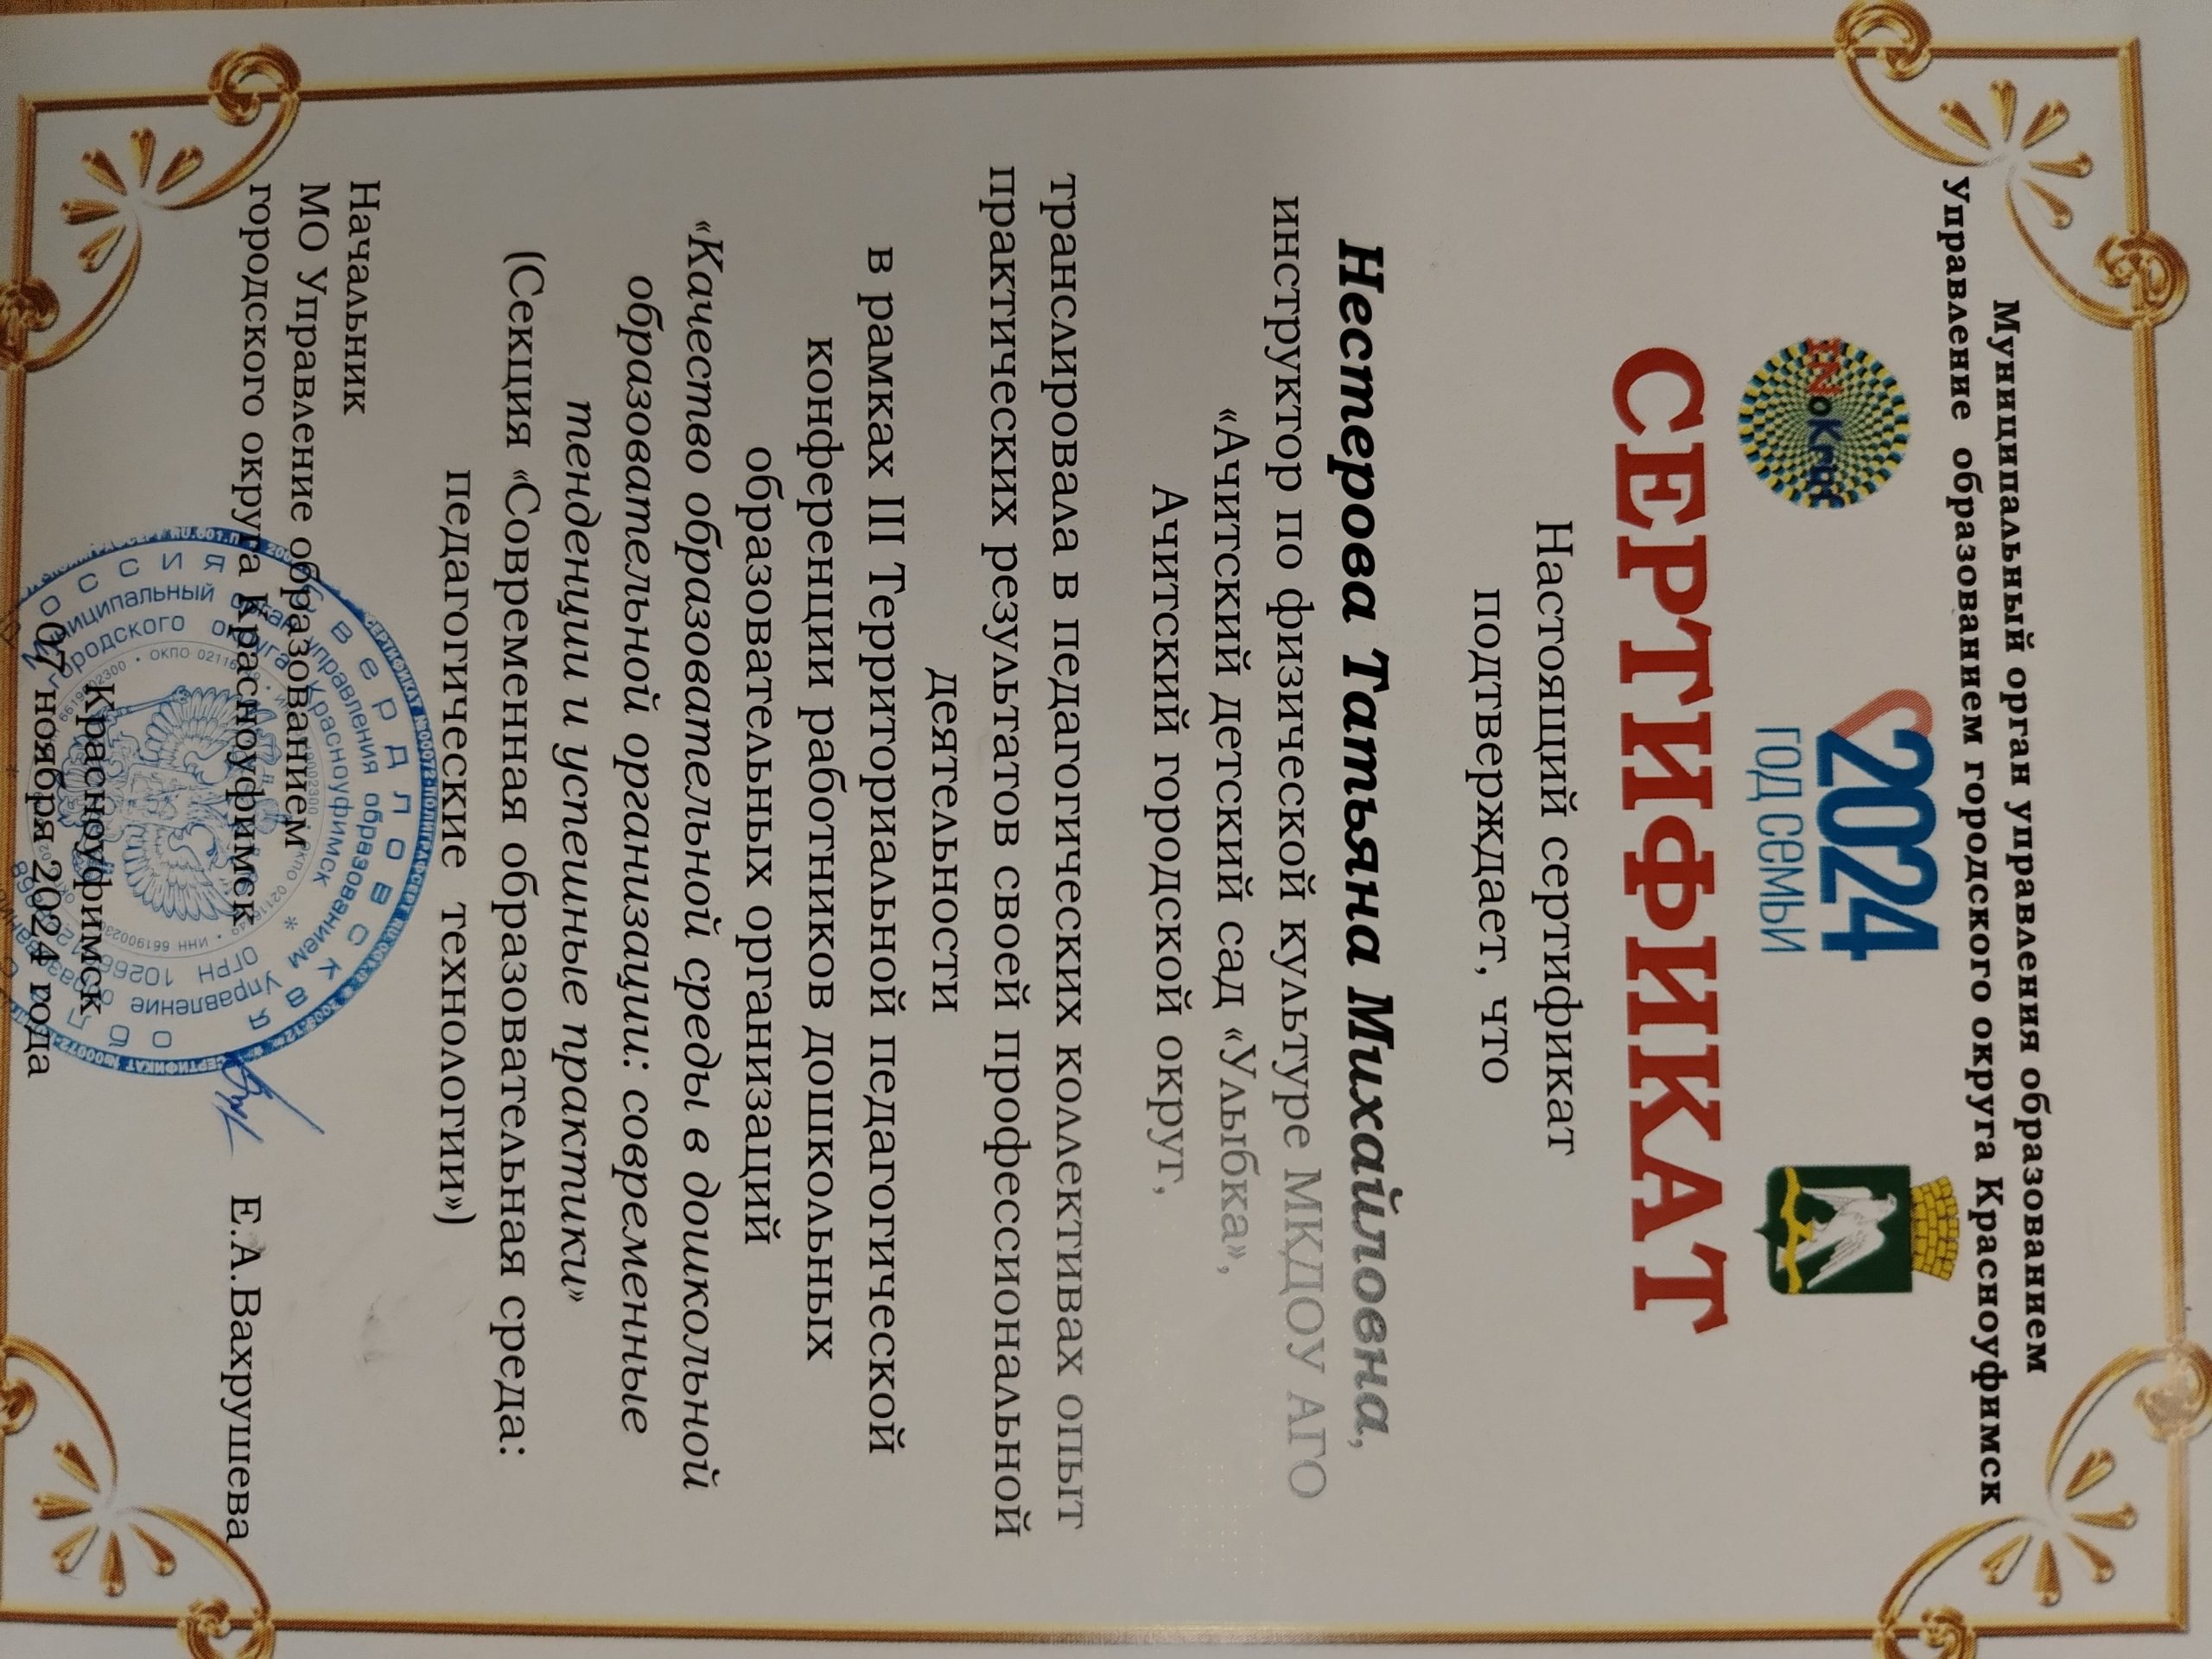 Муниципальный орган управления образованием
Управление образованием городского округа Красноуфимск
INoKrуг
2024
ГОД СЕМЬИ
СЕРТИФИКАТ
Настоящий сертификат
подтверждает, что
Нестерова Татьяна Михайловна,
инструктор по физической культуре МКДОУ АГО
«Ачитский детский сад «Улыбка»,
Ачитский городской округ,
транслировала в педагогических коллективах опыт
практических результатов своей профессиональной
деятельности
в рамках III Территориальной педагогической
конференции работников дошкольных
образовательных организаций
«Качество образовательной среды в дошкольной
образовательной организации: современные
тенденции и успешные практики»
(Секция «Современная образовательная среда:
педагогические технологии»)
Начальник
МО Управление образованием
городского округа Красноуфимск
Е.А.Вахрушева
Красноуфимск
07 ноября 2024 года